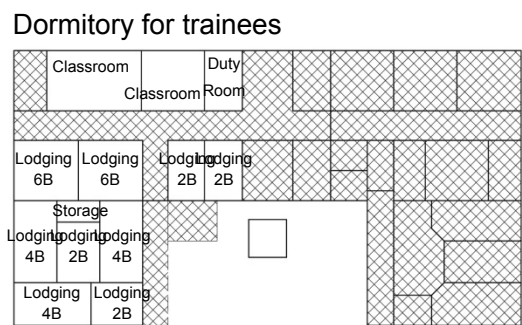 Dormitory for trainees
Classroom
Classroom
Duty
Room
Lodging
6B
Lodging
6B
Lodging
2B
Lodging
2B
Storage
Lodging
4B
Lodging
2B
Lodging
4B
Lodging
4B
Lodging
2B